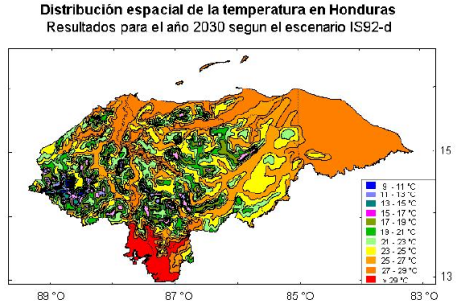 Distribución espacial de la temperatura en Honduras
Resultados para el año 2030 segun el escenario IS92-d
15
13
9 - 11 °C
11 - 13 °C
13 - 15 °C
15 - 17 °C
17 - 19 °C
19 - 21 °C
21 - 23 °C
23 - 25 °C
25 - 27 °C
27 - 29 °C
> 29 °C
89 °O
87 °O
85 °O
83 °O